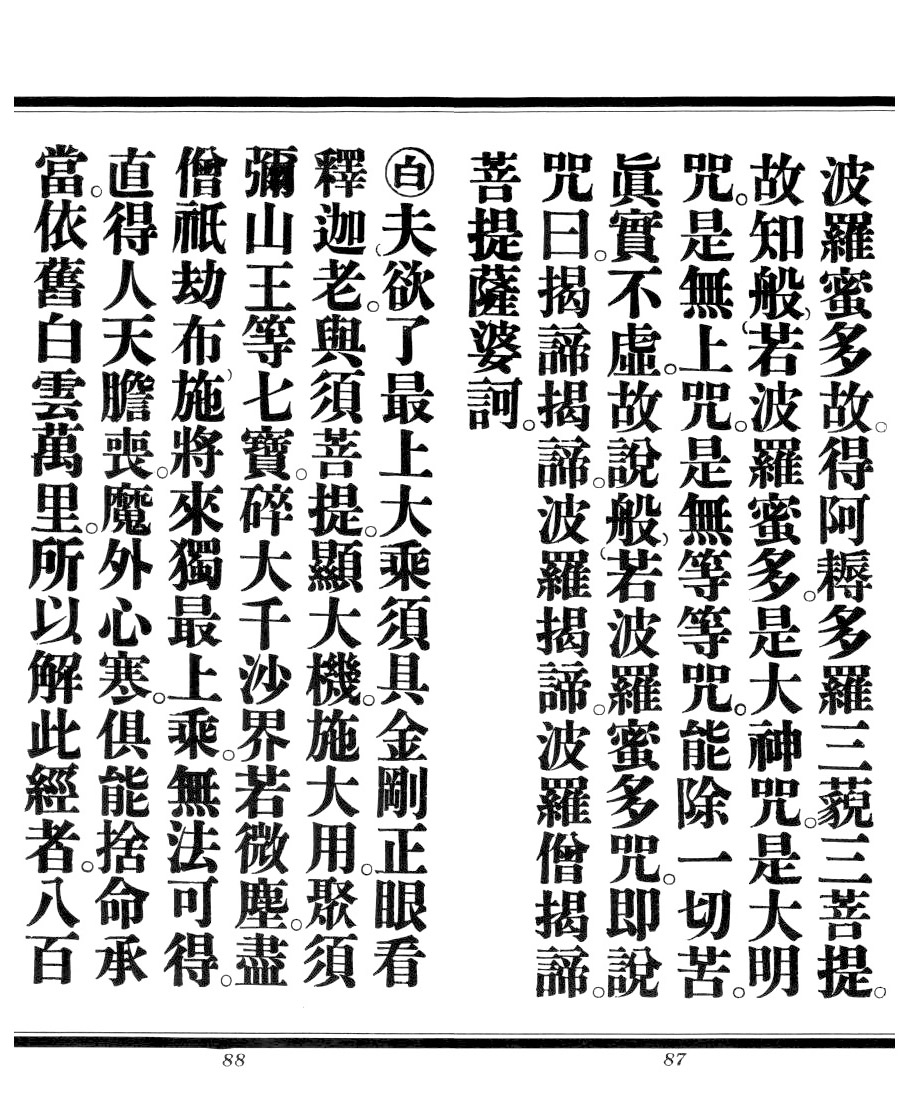 波羅蜜多故。得阿耨多羅三藐三菩提。
故知般若波羅蜜多。是大神咒。是大明
咒。是無上咒。是無等等咒。能除一切苦。
眞實不虛。故說般若波羅蜜多咒。即說
咒曰。揭諦揭諦。波羅揭諦。波羅僧揭諦。
菩提薩婆訶。
㊀白夫欲了最上大乘須具金剛正眼看
釋迦老。與須菩提。顯大機。施大用。聚須
彌山王等七寶。碎大千沙界若微塵。盡
僧祇劫布施、將來獨最上乘。無法可得。
直得人天膽喪。魔外心寒。俱能捨命承
當。依舊白雲萬里。所以解此經者。八百
87
88